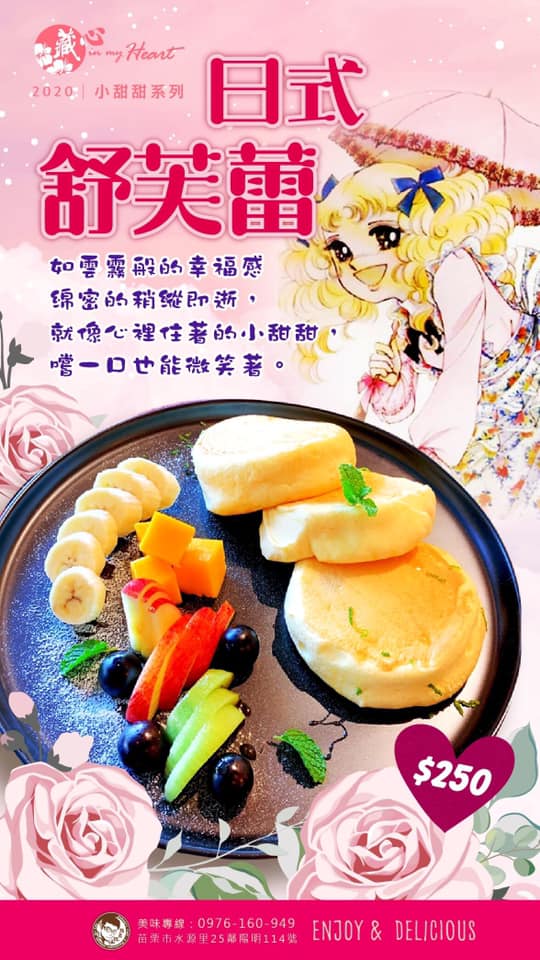 藏心
in my Heart
2020｜小甜甜系列
日式
舒芙蕾
如雲霧般的幸福感
綿密的稍縱即逝，
就像心裡住著的小甜甜，
嚐一口也能微笑著。
$250
美味專線：0976-160-949
苗栗市水源里25鄰陽明114號
ENJOY & DELICIOUS